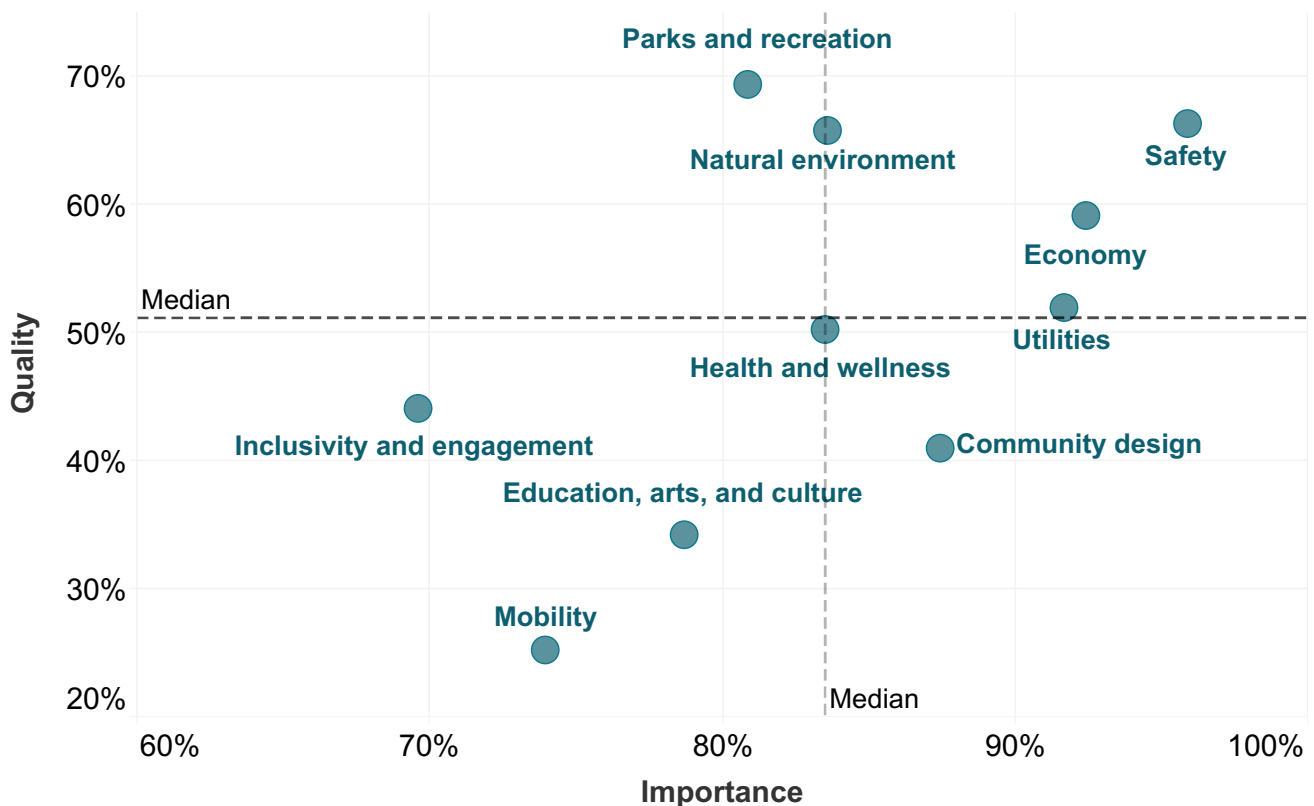 Parks and recreation
70%
Natural environment
Safety
60%
Economy
Median
50%
Utilities
Health and wellness
Quality
Inclusivity and engagement
Community design
40%
Education, arts, and culture
30%
Mobility
20%
Median
60%
70%
80%
90%
100%
Importance